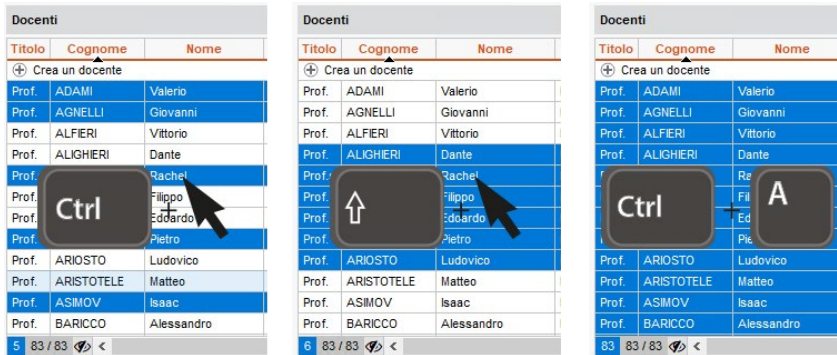 Docenti
Titolo Cognome Nome
Crea un docente
Prof. ADAMI Valerio
Prof. AGNELLI Giovanni
Prof. ALFIERI Vittorio
Prof. ALIGHIERI Dante
Prof. Rachel
Prof. Filippo
Prof. Edoardo
Prof. Pietro
Ctrl +
Prof. ARIOSTO Ludovico
Prof. ARISTOTELE Matteo
Prof. ASIMOV Isaac
Prof. BARICCO Alessandro
5 83 / 83 <
Docenti
Titolo Cognome Nome
Crea un docente
Prof. ADAMI Valerio
Prof. AGNELLI Giovanni
Prof. ALFIERI Vittorio
Prof. ALIGHIERI Dante
Prof. Rachel
Prof. Filippo
Prof. Edoardo
Prof. Pietro
⇧ +
Prof. ARIOSTO Ludovico
Prof. ARISTOTELE Matteo
Prof. ASIMOV Isaac
Prof. BARICCO Alessandro
6 83 / 83 <
Docenti
Titolo Cognome Nome
Crea un docente
Prof. ADAMI Valerio
Prof. AGNELLI Giovanni
Prof. ALFIERI Vittorio
Prof. ALIGHIERI Dante
Ctrl + A
Prof. ARIOSTO Ludovico
Prof. ARISTOTELE Matteo
Prof. ASIMOV Isaac
Prof. BARICCO Alessandro
83 83 / 83 <